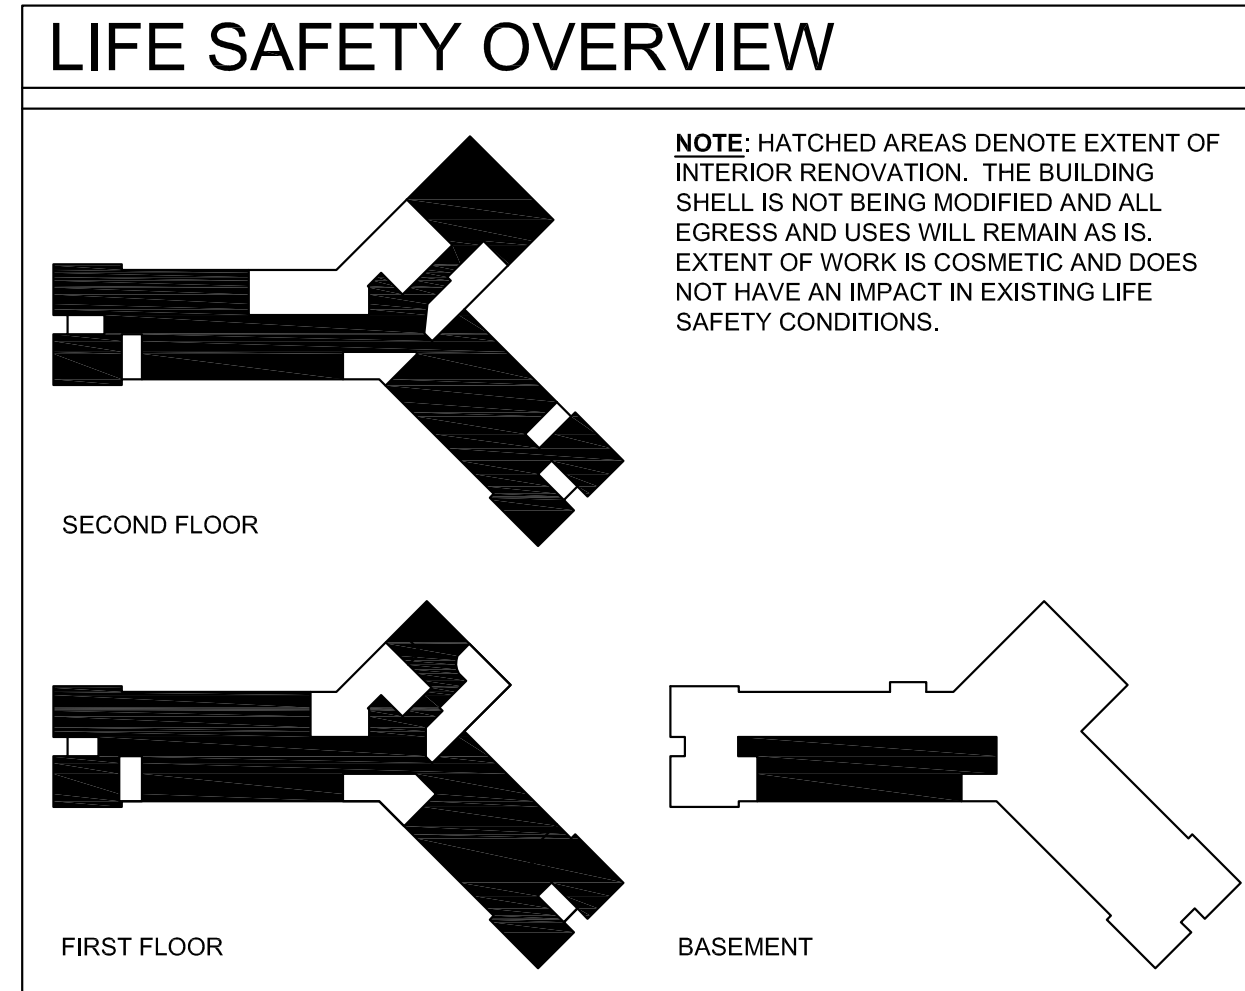 LIFE SAFETY OVERVIEW
NOTE: HATCHED AREAS DENOTE EXTENT OF
INTERIOR RENOVATION. THE BUILDING
SHELL IS NOT BEING MODIFIED AND ALL
EGRESS AND USES WILL REMAIN AS IS.
EXTENT OF WORK IS COSMETIC AND DOES
NOT HAVE AN IMPACT IN EXISTING LIFE
SAFETY CONDITIONS.
SECOND FLOOR
FIRST FLOOR
BASEMENT